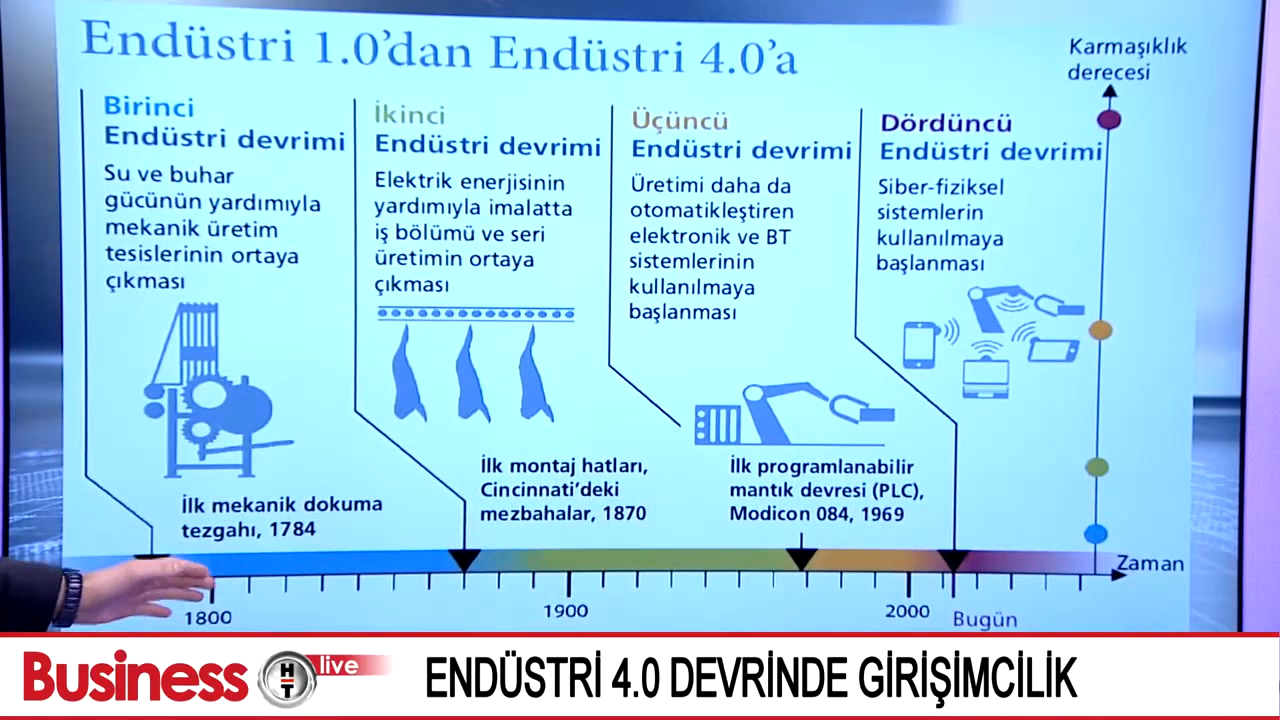 Endüstri 1.0’dan Endüstri 4.0’a
Karmaşıklık
derecesi
Birinci
Endüstri devrimi
Su ve buhar
gücünün yardımıyla
mekanik üretim
tesislerinin ortaya
çıkması
İkinci
Endüstri devrimi
Elektrik enerjisinin
yardımıyla imalatta
iş bölümü ve seri
üretimin ortaya
çıkması
Üçüncü
Endüstri devrimi
Üretimi daha da
otomatikleştiren
elektronik ve BT
sistemlerinin
kullanılmaya
başlanması
Dördüncü
Endüstri devrimi
Siber-fiziksel
sistemlerin
kullanılmaya
başlanması
İlk mekanik dokuma
tezgahı, 1784
İlk montaj hatları,
Cincinnati’deki
mezbahalar, 1870
İlk programlanabilir
mantık devresi (PLC),
Modicon 084, 1969
Zaman
1800
1900
2000
Bugün
Business HT live
ENDÜSTRİ 4.0 DEVRİNDE GİRİŞİMCİLİK